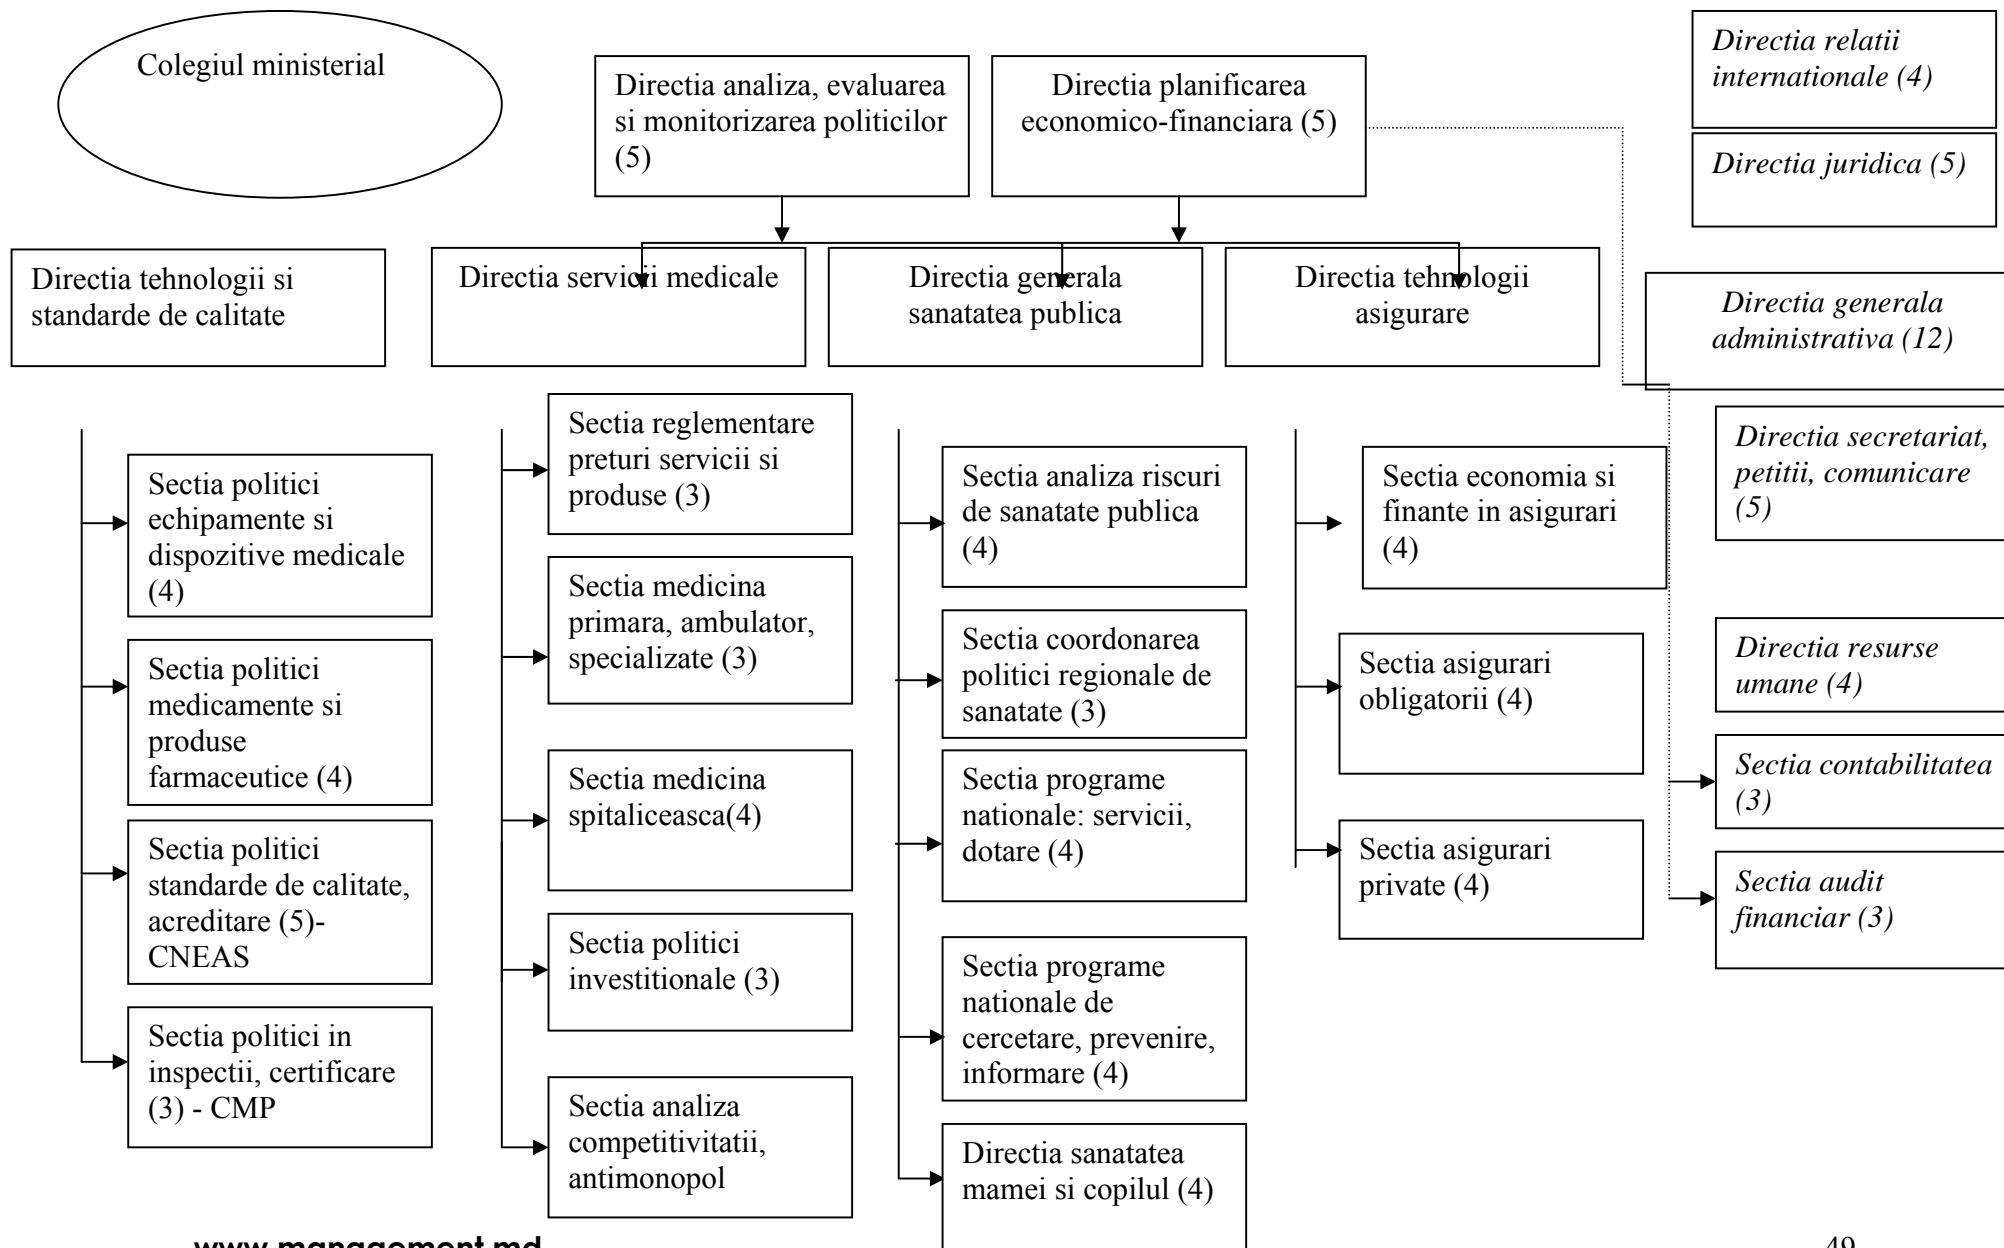 Colegiul ministerial
Directia analiza, evaluarea
si monitorizarea politicilor
(5)
Directia planificarea
economico-financiara (5)
Directia relatii
internationale (4)
Directia juridica (5)
Directia tehnologii si
standarde de calitate
Directia servicii medicale
Directia generala
sanatatea publica
Directia tehnologii
asigurare
Directia generala
administrativa (12)
Sectia politici
echipamente si
dispozitive medicale
(4)
Sectia politici
medicamente si
produse
farmaceutice (4)
Sectia politici
standarde de calitate,
acreditare (5)-
CNEAS
Sectia politici in
inspectii, certificare
(3) - CMP
Sectia reglementare
preturi servicii si
produse (3)
Sectia medicina
primara, ambulator,
specializate (3)
Sectia medicina
spitaliceasca(4)
Sectia politici
investitionale (3)
Sectia analiza
competitivitatii,
antimonopol
Sectia analiza riscuri
de sanatate publica
(4)
Sectia coordonarea
politici regionale de
sanatate (3)
Sectia programe
nationale: servicii,
dotare (4)
Sectia programe
nationale de
cercetare, prevenire,
informare (4)
Directia sanatatea
mamei si copilul (4)
Sectia economia si
finante in asigurari
(4)
Sectia asigurari
obligatorii (4)
Sectia asigurari
private (4)
Directia secretariat,
petitii, comunicare
(5)
Directia resurse
umane (4)
Sectia contabilitatea
(3)
Sectia audit
financiar (3)
www.management.md
49